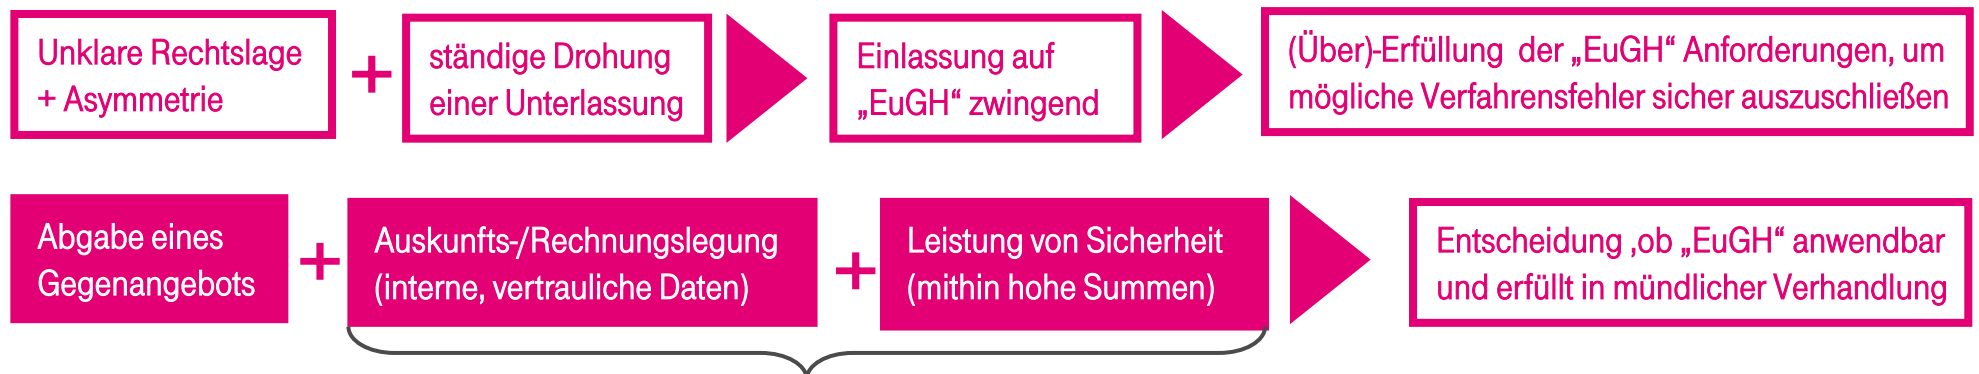 Unklare Rechtslage
+ Asymmetrie
+
ständige Drohung
einer Unterlassung
Einlassung auf
„EuGH“ zwingend
(Über)-Erfüllung der „EuGH“ Anforderungen, um
mögliche Verfahrensfehler sicher auszuschließen
Abgabe eines
Gegenangebots
+
Auskunfts-/Rechnungslegung
(interne, vertrauliche Daten)
+
Leistung von Sicherheit
(mithin hohe Summen)
Entscheidung ,ob „EuGH“ anwendbar
und erfüllt in mündlicher Verhandlung